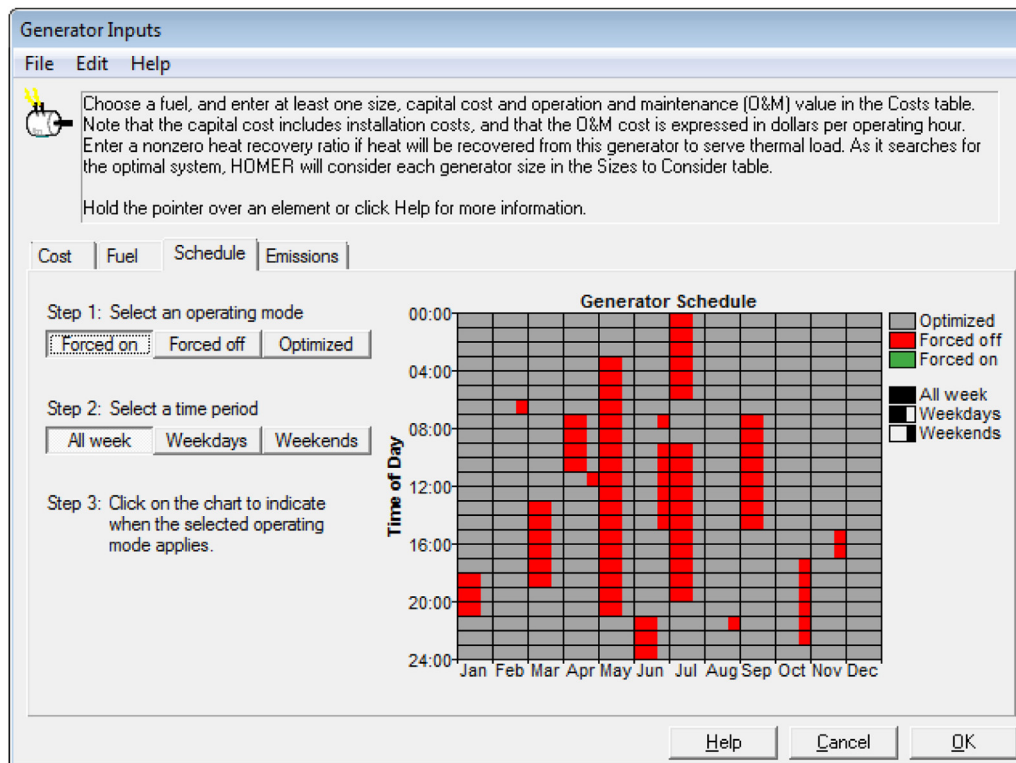 Generator Inputs
File Edit Help
Choose a fuel, and enter at least one size, capital cost and operation and maintenance (O&M) value in the Costs table.
Note that the capital cost includes installation costs, and that the O&M cost is expressed in dollars per operating hour.
Enter a nonzero heat recovery ratio if heat will be recovered from this generator to serve thermal load. As it searches for
the optimal system, HOMER will consider each generator size in the Sizes to Consider table.
Hold the pointer over an element or click Help for more information.
Cost Fuel Schedule Emissions
Step 1: Select an operating mode
Forced on Forced off Optimized
Step 2: Select a time period
All week Weekdays Weekends
Step 3: Click on the chart to indicate
when the selected operating
mode applies.
Generator Schedule
Time of Day
00:00
04:00
08:00
12:00
16:00
20:00
24:00
Jan Feb Mar Apr May Jun Jul Aug Sep Oct Nov Dec
Optimized
Forced off
Forced on
All week
Weekdays
Weekends
Help Cancel OK